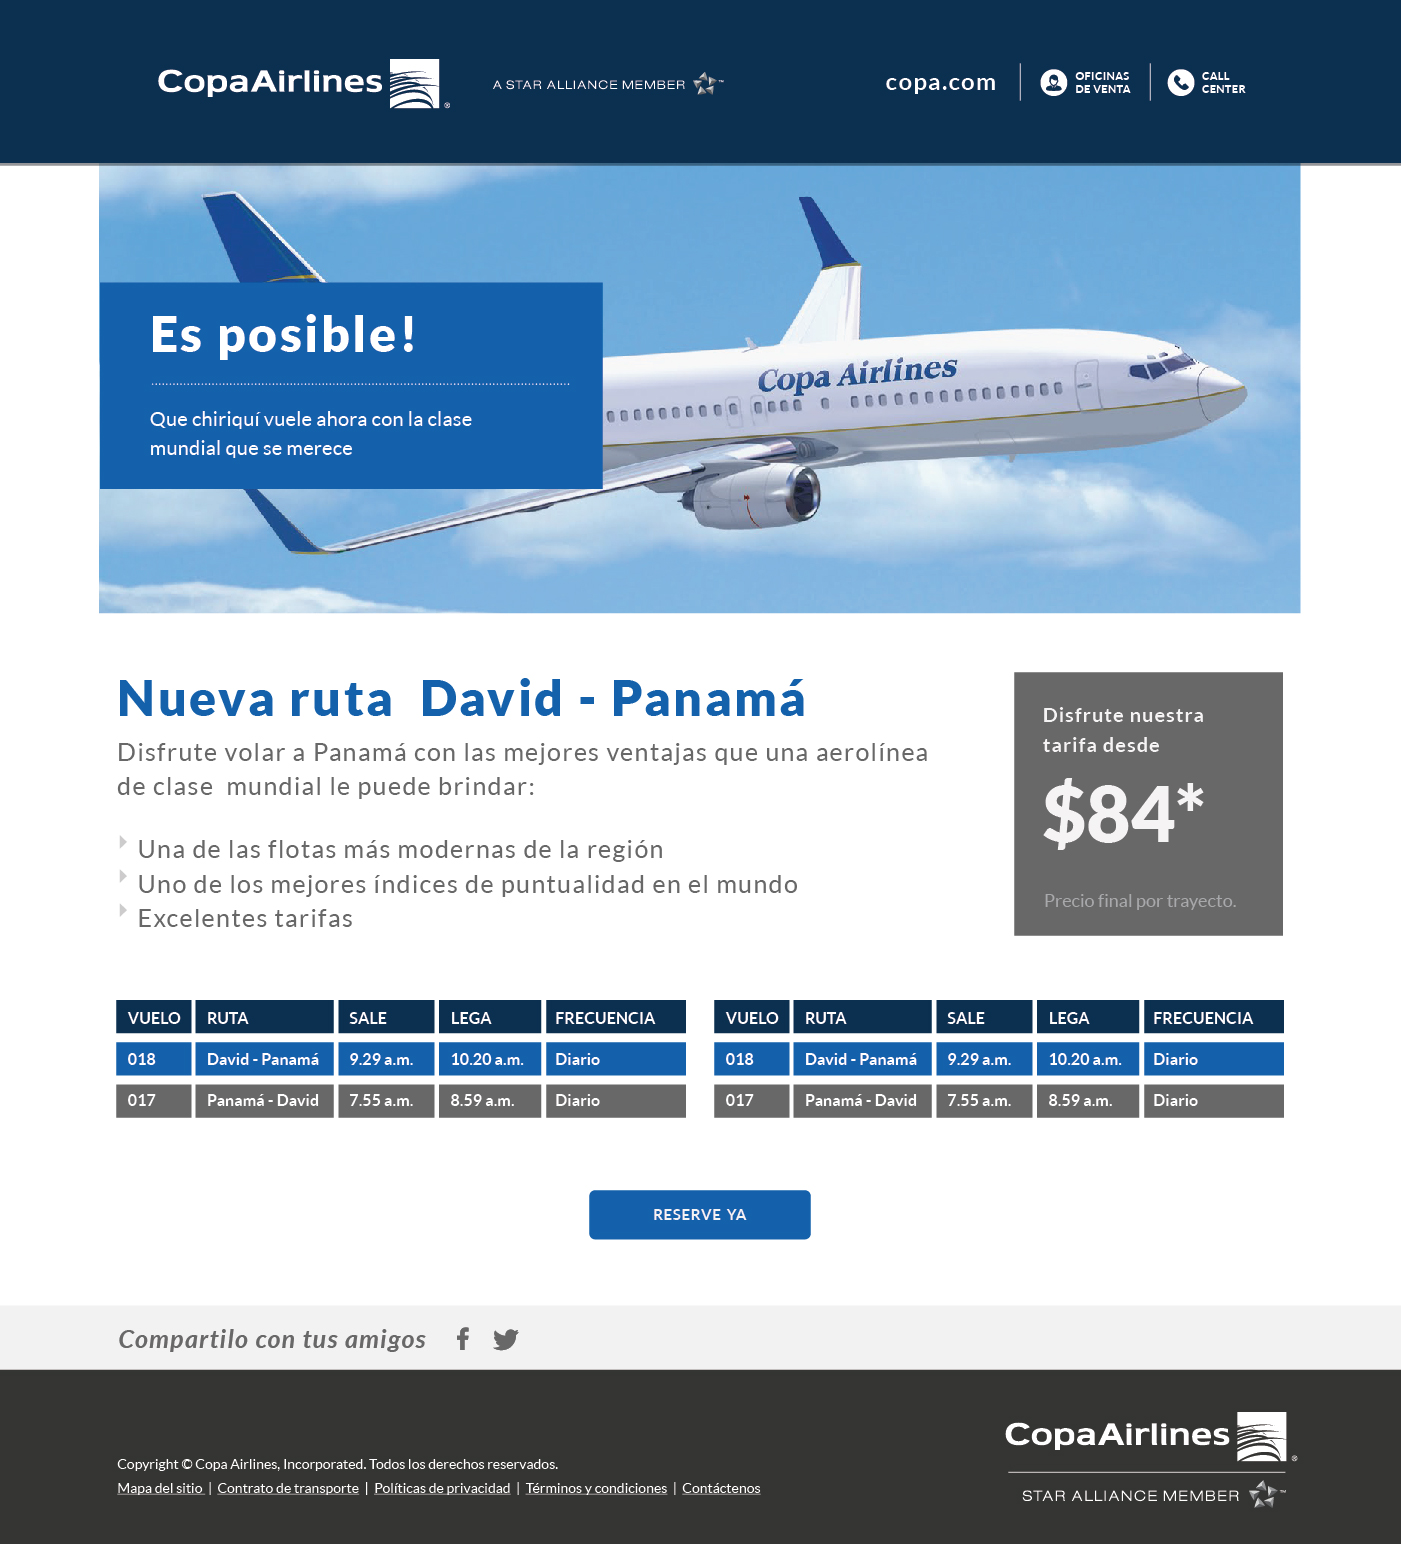 CopaAirlines ®
A STAR ALLIANCE MEMBER ™
copa.com
OFICINAS
DE VENTA
CALL
CENTER
Copa Airlines
Es posible!
Que chiriquí vuele ahora con la clase
mundial que se merece
Nueva ruta David - Panamá
Disfrute volar a Panamá con las mejores ventajas que una aerolínea
de clase mundial le puede brindar:
Una de las flotas más modernas de la región
Uno de los mejores índices de puntualidad en el mundo
Excelentes tarifas
Disfrute nuestra
tarifa desde
$84*
Precio final por trayecto.
VUELO RUTA SALE LEGA FRECUENCIA
018 David - Panamá 9.29 a.m. 10.20 a.m. Diario
017 Panamá - David 7.55 a.m. 8.59 a.m. Diario
VUELO RUTA SALE LEGA FRECUENCIA
018 David - Panamá 9.29 a.m. 10.20 a.m. Diario
017 Panamá - David 7.55 a.m. 8.59 a.m. Diario
RESERVE YA
Compartilo con tus amigos
Copyright © Copa Airlines, Incorporated. Todos los derechos reservados.
Mapa del sitio | Contrato de transporte | Políticas de privacidad | Términos y condiciones | Contáctenos
CopaAirlines ®
STAR ALLIANCE MEMBER ™